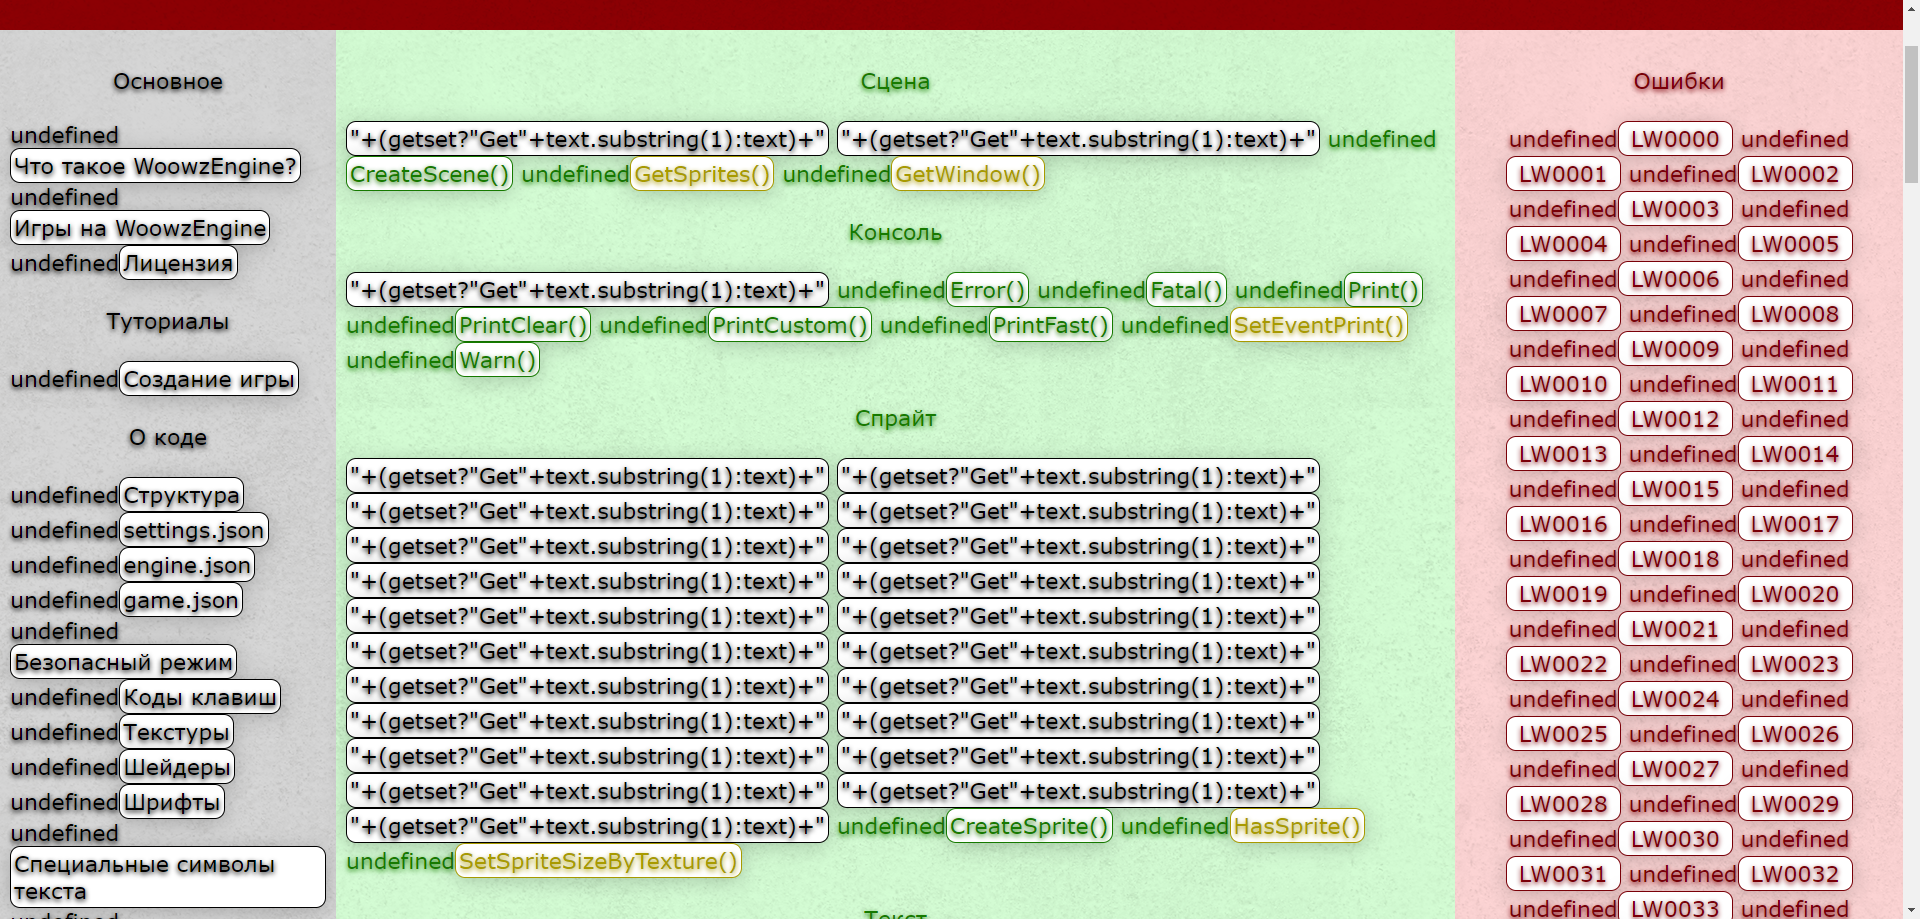 Основное
undefined
Что такое WoowzEngine?
undefined
Игры на WoowzEngine
undefined Лицензия
Туториалы
undefined Создание игры
О коде
undefined Структура
undefined settings.json
undefined engine.json
undefined game.json
undefined
Безопасный режим
undefined Коды клавиш
undefined Текстуры
undefined Шейдеры
undefined Шрифты
undefined
Специальные символы
текста
undefined
Сцена
"+(getset?"Get"+text.substring(1):text)+" "+(getset?"Get"+text.substring(1):text)+" undefined
CreateScene() undefined GetSprites() undefined GetWindow()
Консоль
"+(getset?"Get"+text.substring(1):text)+" undefined Error() undefined Fatal() undefined Print()
undefined PrintClear() undefined PrintCustom() undefined PrintFast() undefined SetEventPrint()
undefined Warn()
Спрайт
"+(getset?"Get"+text.substring(1):text)+" "+(getset?"Get"+text.substring(1):text)+"
"+(getset?"Get"+text.substring(1):text)+" "+(getset?"Get"+text.substring(1):text)+"
"+(getset?"Get"+text.substring(1):text)+" "+(getset?"Get"+text.substring(1):text)+"
"+(getset?"Get"+text.substring(1):text)+" "+(getset?"Get"+text.substring(1):text)+"
"+(getset?"Get"+text.substring(1):text)+" "+(getset?"Get"+text.substring(1):text)+"
"+(getset?"Get"+text.substring(1):text)+" "+(getset?"Get"+text.substring(1):text)+"
"+(getset?"Get"+text.substring(1):text)+" "+(getset?"Get"+text.substring(1):text)+"
"+(getset?"Get"+text.substring(1):text)+" "+(getset?"Get"+text.substring(1):text)+"
"+(getset?"Get"+text.substring(1):text)+" "+(getset?"Get"+text.substring(1):text)+"
"+(getset?"Get"+text.substring(1):text)+" "+(getset?"Get"+text.substring(1):text)+"
"+(getset?"Get"+text.substring(1):text)+" undefined CreateSprite() undefined HasSprite()
undefined SetSpriteSizeByTexture()
Текст
Ошибки
undefined LW0000 undefined
LW0001 undefined LW0002
undefined LW0003 undefined
LW0004 undefined LW0005
undefined LW0006 undefined
LW0007 undefined LW0008
undefined LW0009 undefined
LW0010 undefined LW0011
undefined LW0012 undefined
LW0013 undefined LW0014
undefined LW0015 undefined
LW0016 undefined LW0017
undefined LW0018 undefined
LW0019 undefined LW0020
undefined LW0021 undefined
LW0022 undefined LW0023
undefined LW0024 undefined
LW0025 undefined LW0026
undefined LW0027 undefined
LW0028 undefined LW0029
undefined LW0030 undefined
LW0031 undefined LW0032
undefined LW0033 undefined